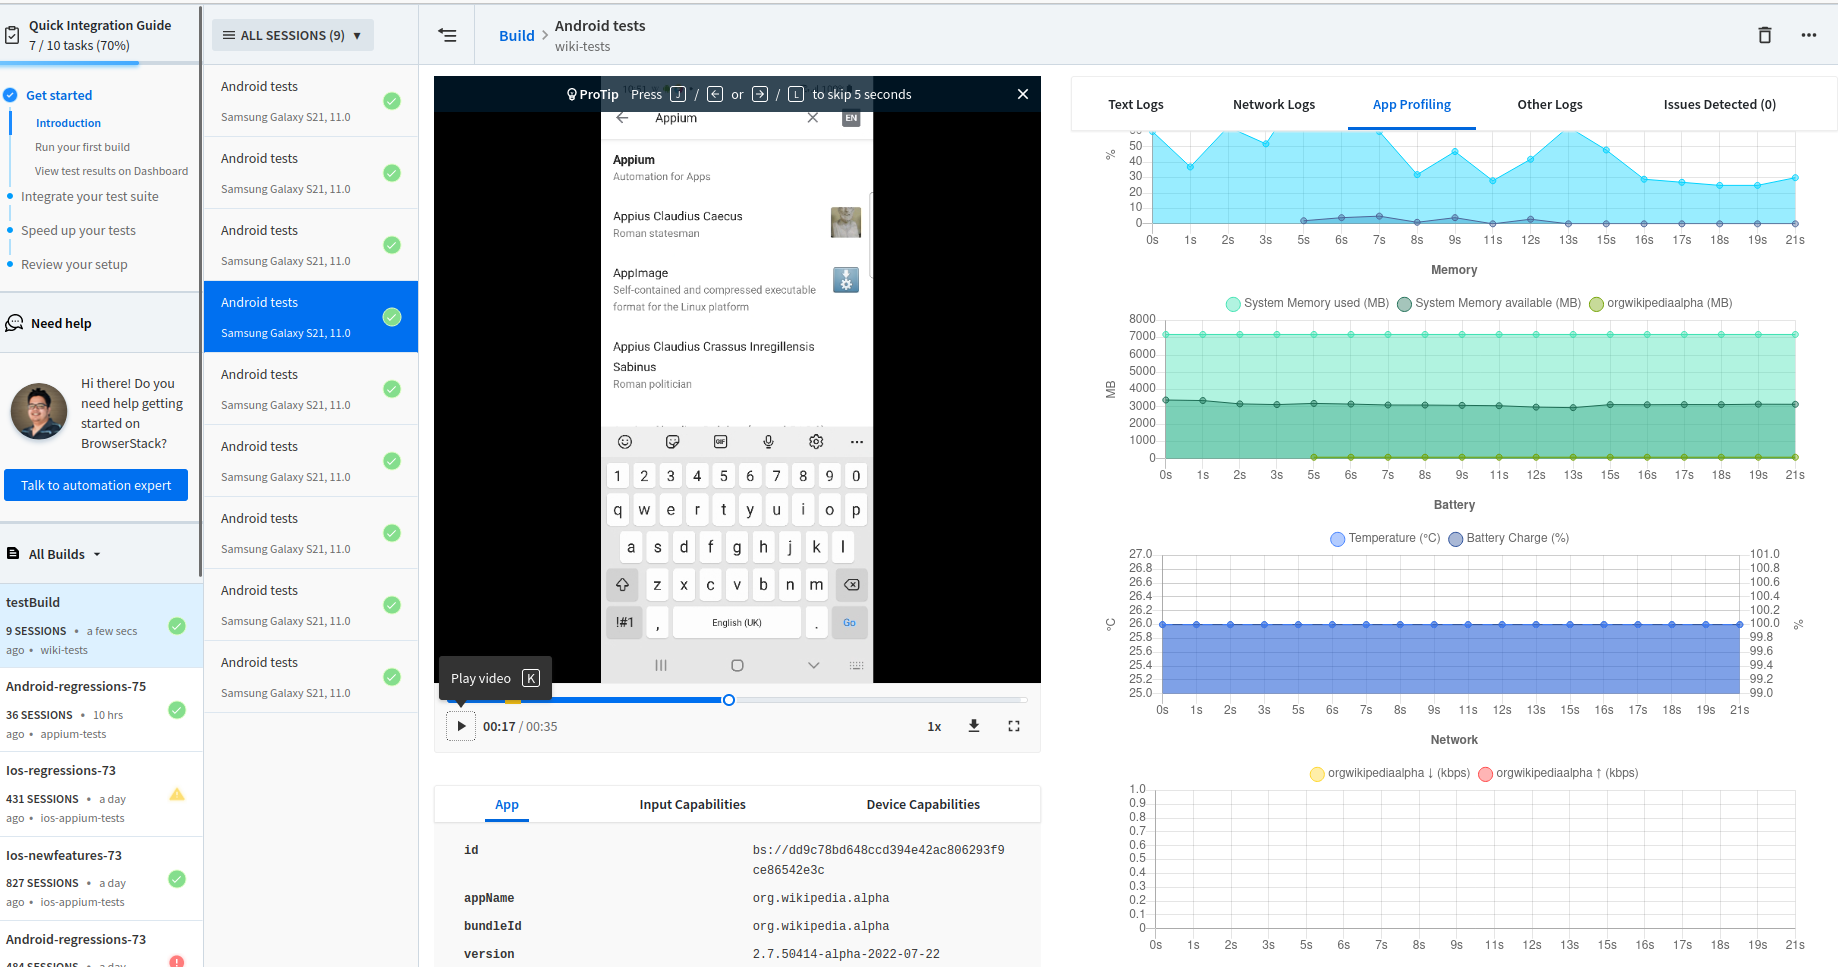 Quick Integration Guide
7 / 10 tasks (70%)
Get started
Introduction
Run your first build
View test results on Dashboard
Integrate your test suite
Speed up your tests
Review your setup
Need help
Hi there! Do you
need help getting
started on
BrowserStack?
Talk to automation expert
All Builds
testBuild
9 SESSIONS • a few secs
ago • wiki-tests
Android-regressions-75
36 SESSIONS • 10 hrs
ago • appium-tests
Ios-regressions-73
431 SESSIONS • a day
ago • ios-appium-tests
Ios-newfeatures-73
827 SESSIONS • a day
ago • ios-appium-tests
Android-regressions-73
484 SESSIONS • a day
ALL SESSIONS (9)
Android tests
Samsung Galaxy S21, 11.0
Android tests
Samsung Galaxy S21, 11.0
Android tests
Samsung Galaxy S21, 11.0
Android tests
Samsung Galaxy S21, 11.0
Android tests
Samsung Galaxy S21, 11.0
Android tests
Samsung Galaxy S21, 11.0
Android tests
Samsung Galaxy S21, 11.0
Android tests
Samsung Galaxy S21, 11.0
Android tests
Samsung Galaxy S21, 11.0
Build > Android tests
wiki-tests
ProTip Press J / ← or → / L to skip 5 seconds
Appium EN
Appium
Automation for Apps
Appius Claudius Caecus
Roman statesman
AppImage
Self-contained and compressed executable
format for the Linux platform
Appius Claudius Crassus Inregillensis
Sabinus
Roman politician
GIF
1 2 3 4 5 6 7 8 9 0
q w e r t y u i o p
a s d f g h j k l
z x c v b n m
!#1 , English (UK) . Go
Play video K
00:17 / 00:35
1x
App Input Capabilities Device Capabilities
id bs://dd9c78bd648ccd394e42ac806293f9
ce86542e3c
appName org.wikipedia.alpha
bundleId org.wikipedia.alpha
version 2.7.50414-alpha-2022-07-22
Text Logs Network Logs App Profiling Other Logs Issues Detected (0)
%
50
40
30
20
10
0
0s 1s 2s 3s 5s 6s 7s 8s 9s 11s 12s 13s 15s 16s 17s 18s 19s 21s
Memory
System Memory used (MB) System Memory available (MB) orgwikipediaalpha (MB)
MB
8000
7000
6000
5000
4000
3000
2000
1000
0
0s 1s 2s 3s 5s 6s 7s 8s 9s 11s 12s 13s 15s 16s 17s 18s 19s 21s
Battery
Temperature (°C) Battery Charge (%)
°C
%
27.0 101.0
26.8 100.8
26.6 100.6
26.4 100.4
26.2 100.2
26.0 100.0
25.8 99.8
25.6 99.6
25.4 99.4
25.2 99.2
25.0 99.0
0s 1s 2s 3s 5s 6s 7s 8s 9s 11s 12s 13s 15s 16s 17s 18s 19s 21s
Network
orgwikipediaalpha ↓ (kbps) orgwikipediaalpha ↑ (kbps)
1.0
0.9
0.8
0.7
0.6
0.5
0.4
0.3
0.2
0.1
0
0s 1s 2s 3s 5s 6s 7s 8s 9s 11s 12s 13s 15s 16s 17s 18s 19s 21s